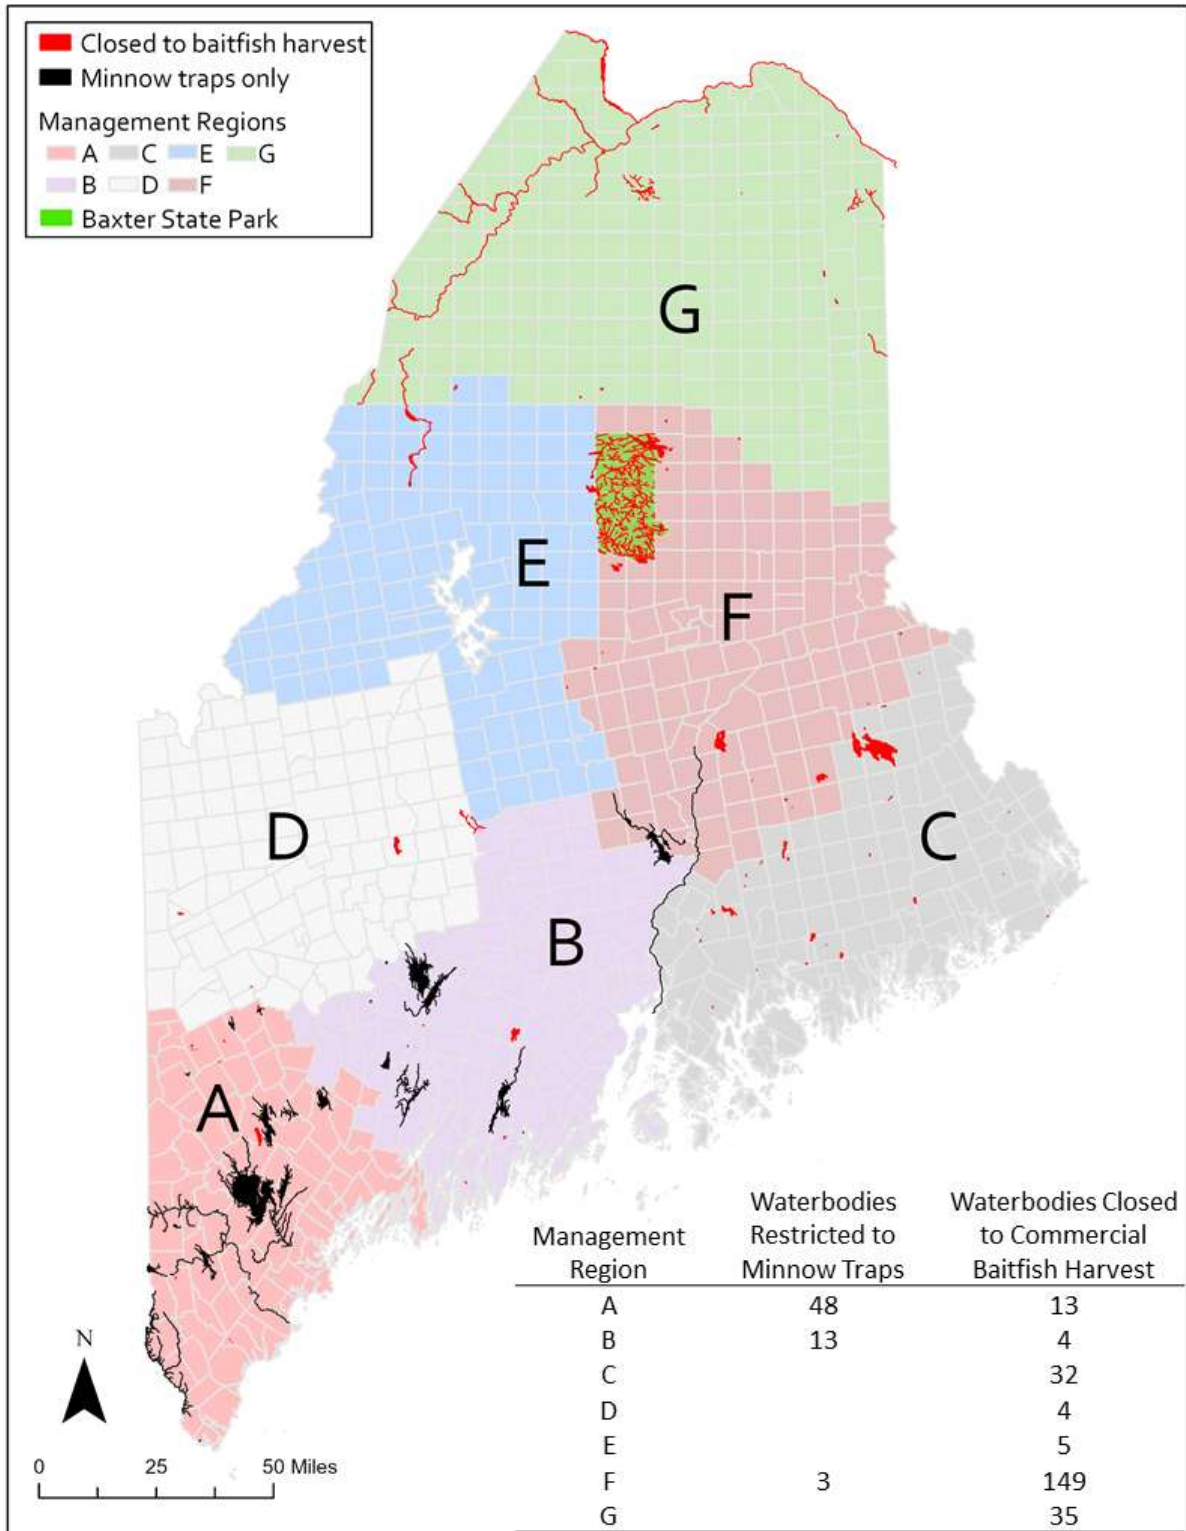 Closed to baitfish harvest
Minnow traps only
Management Regions
A C E G
B D F
Baxter State Park
G
E
F
D
C
B
A
N
0 25 50 Miles
Management Region
Waterbodies Restricted to Minnow Traps
Waterbodies Closed to Commercial Baitfish Harvest
A 48 13
B 13 4
C 32
D 4
E 5
F 3 149
G 35